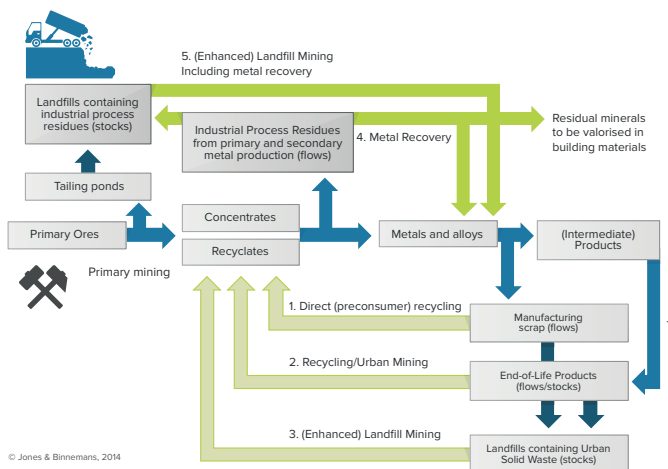 5. (Enhanced) Landfill Mining
Including metal recovery
Landfills containing
industrial process
residues (stocks)
Industrial Process Residues
from primary and secondary
metal production (flows)
4. Metal Recovery
Residual minerals
to be valorised in
building materials
Tailing ponds
Primary Ores
Concentrates
Recyclates
Metals and alloys
(Intermediate)
Products
Primary mining
1. Direct (preconsumer) recycling
Manufacturing
scrap (flows)
2. Recycling/Urban Mining
End-of-Life Products
(flows/stocks)
3. (Enhanced) Landfill Mining
Landfills containing Urban
Solid Waste (stocks)
© Jones & Binnemans, 2014